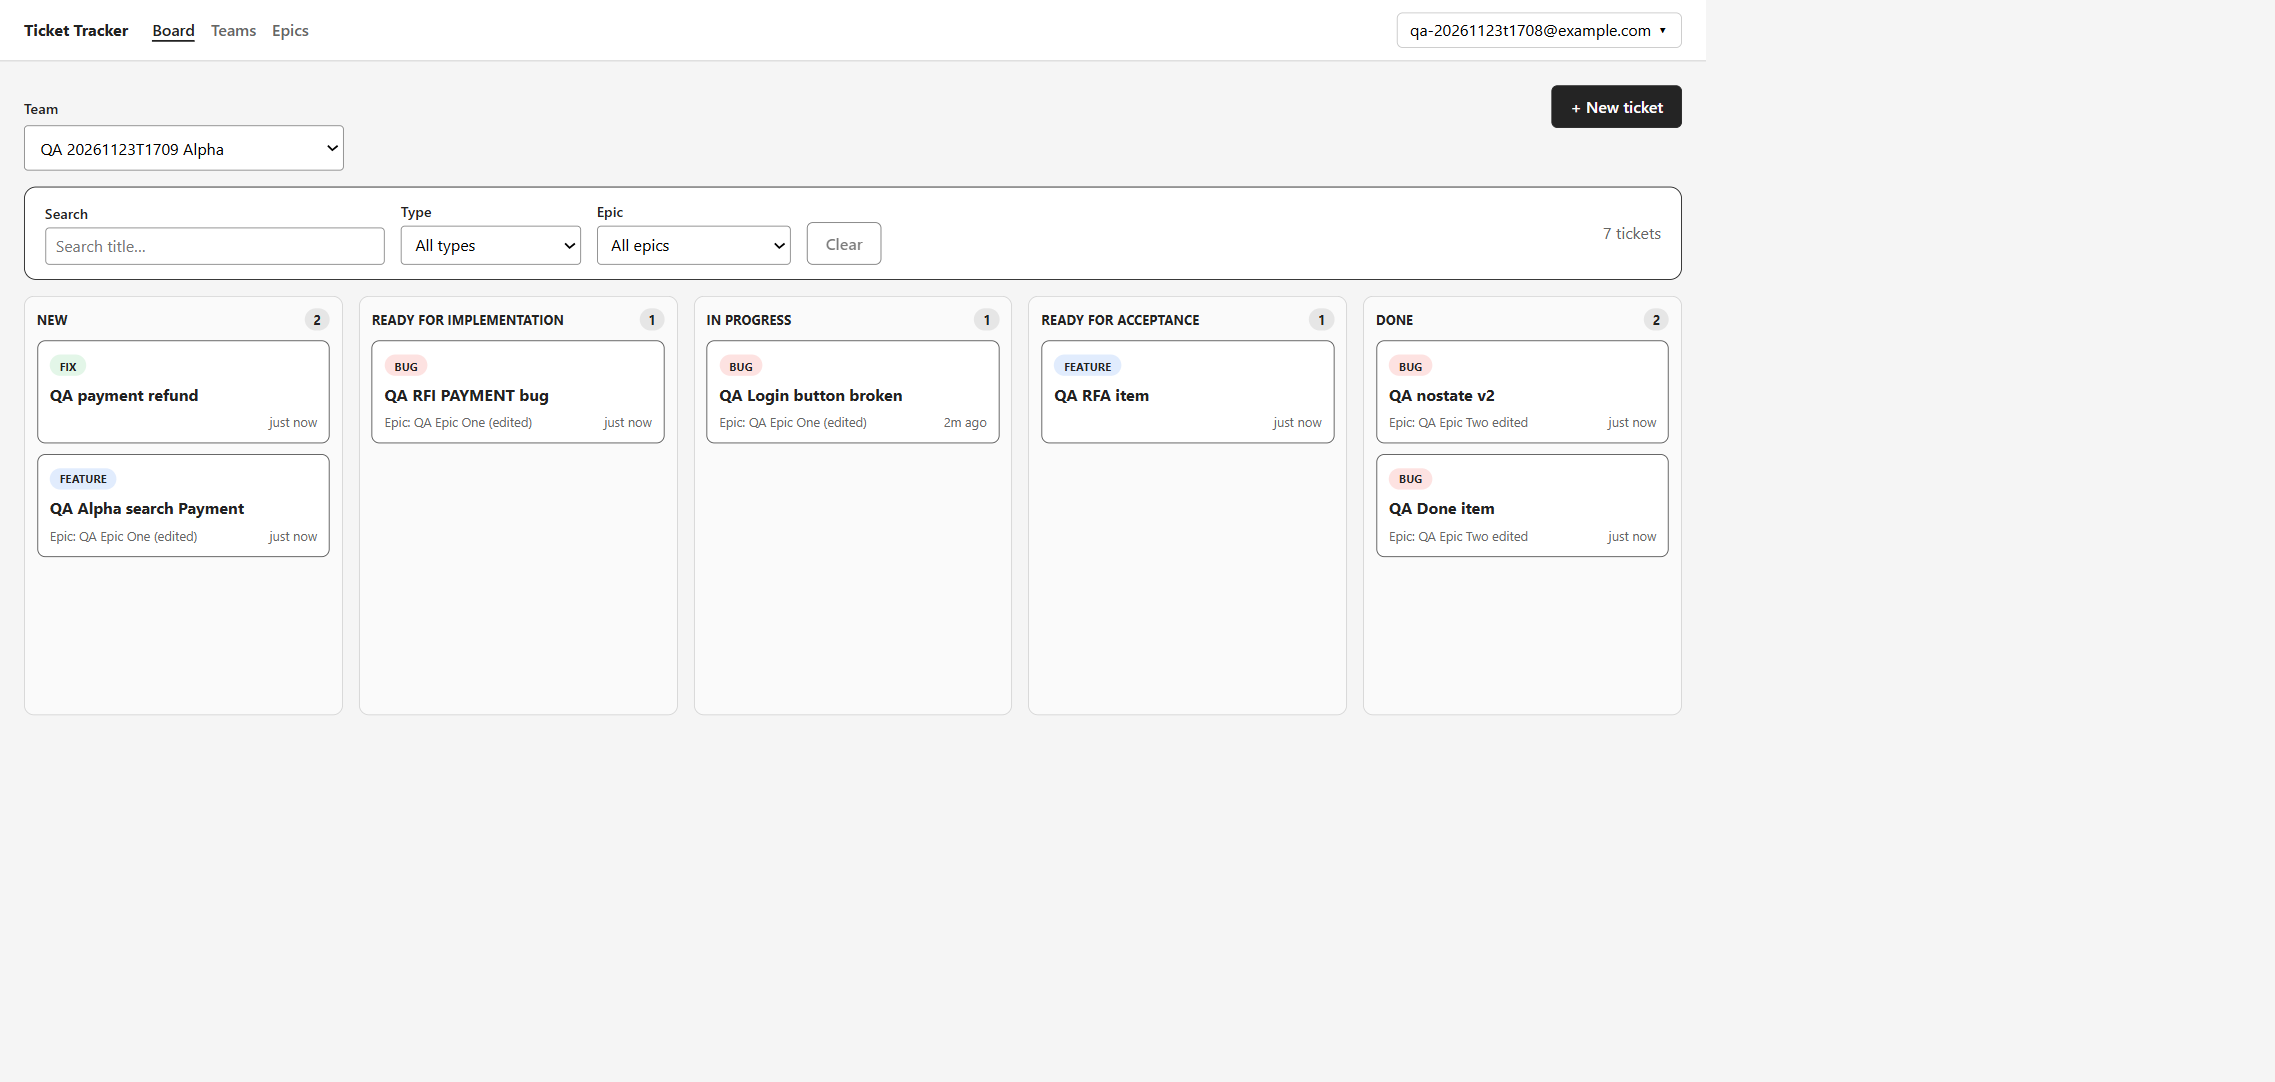 Ticket Tracker Board Teams Epics qa-20261123t1708@example.com ▾
+ New ticket
Team
QA 20261123T1709 Alpha
Search Type Epic
Search title... All types All epics Clear 7 tickets
NEW 2
FIX
QA payment refund
just now
FEATURE
QA Alpha search Payment
Epic: QA Epic One (edited) just now
READY FOR IMPLEMENTATION 1
BUG
QA RFI PAYMENT bug
Epic: QA Epic One (edited) just now
IN PROGRESS 1
BUG
QA Login button broken
Epic: QA Epic One (edited) 2m ago
READY FOR ACCEPTANCE 1
FEATURE
QA RFA item
just now
DONE 2
BUG
QA nostate v2
Epic: QA Epic Two edited just now
BUG
QA Done item
Epic: QA Epic Two edited just now